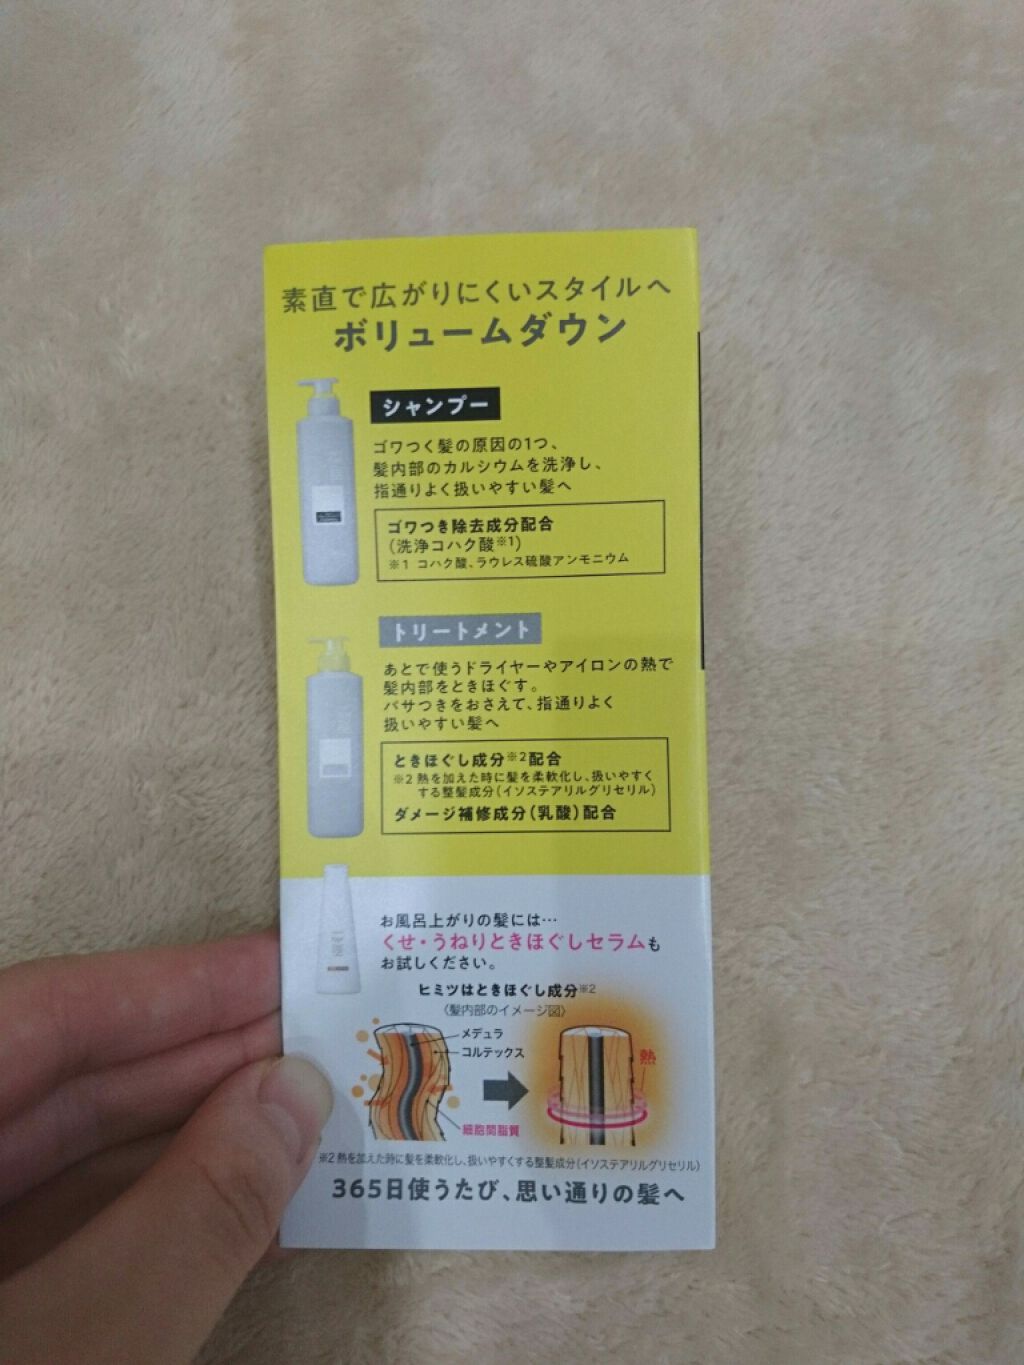 素直で広がりにくいスタイルへ
ボリュームダウン
シャンプー
ゴワつく髪の原因の1つ、
髪内部のカルシウムを洗浄し、
指通りよく扱いやすい髪へ
ゴワつき除去成分配合
(洗浄コハク酸※1)
※1 コハク酸、ラウレス硫酸アンモニウム
トリートメント
あとで使うドライヤーやアイロンの熱で
髪内部をときほぐす。
パサつきをおさえて、指通りよく
扱いやすい髪へ
ときほぐし成分※2配合
※2 熱を加えた時に髪を柔軟化し、扱いやすく
する整髪成分(イソステアリルグリセリル)
ダメージ補修成分(乳酸)配合
お風呂上がりの髪には…
くせ・うねりときほぐしセラムも
お試しください。
ヒミツはときほぐし成分※2
〈髪内部のイメージ図〉
メデュラ
コルテックス
熱
細胞間脂質
※2 熱を加えた時に髪を柔軟化し、扱いやすくする整髪成分(イソステアリルグリセリル)
365日使うたび、思い通りの髪へ